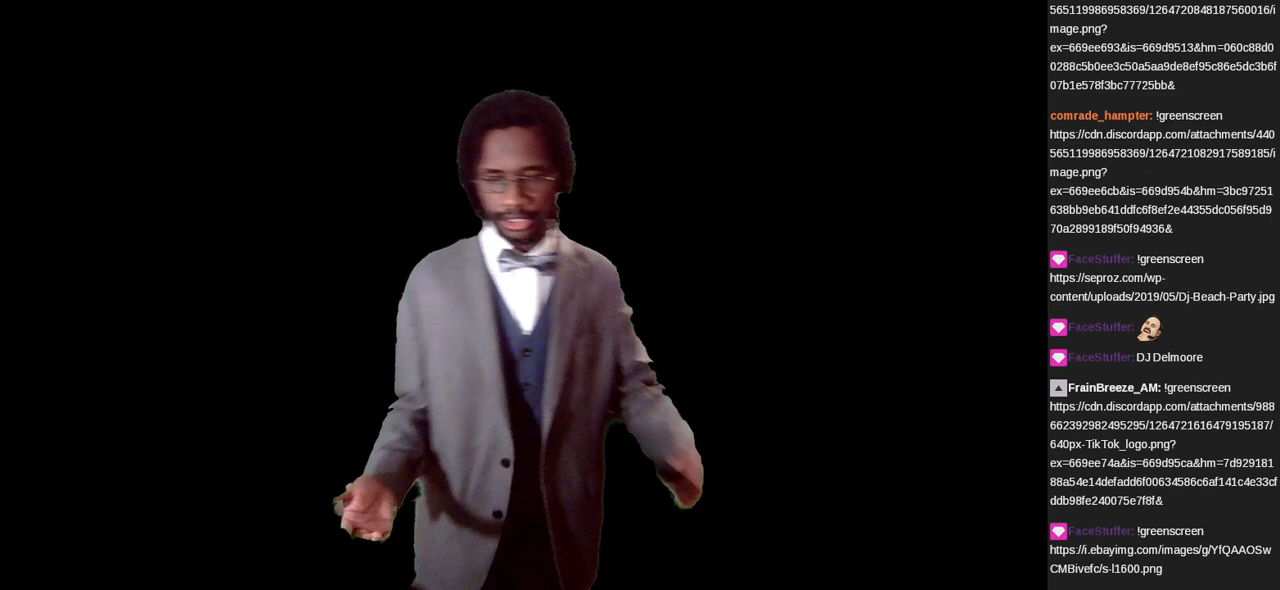 565119986958369/1264720848187560016/i
mage.png?
ex=669ee693&is=669d9513&hm=060c88d0
0288c5b0ee3c50a5aa9de8ef95c86e5dc3b6f
07b1e578f3bc77725bb&
comrade_hampter: !greenscreen
https://cdn.discordapp.com/attachments/440
565119986958369/1264721082917589185/i
mage.png?
ex=669ee6cb&is=669d954b&hm=3bc97251
638bb9eb641ddfc6f8ef2e44355dc056f95d9
70a2899189f50f94936&
FaceStuffer: !greenscreen
https://seproz.com/wp-
content/uploads/2019/05/Dj-Beach-Party.jpg
FaceStuffer:
FaceStuffer: DJ Delmoore
FrainBreeze_AM: !greenscreen
https://cdn.discordapp.com/attachments/988
662392982495295/1264721616479195187/
640px-TikTok_logo.png?
ex=669ee74a&is=669d95ca&hm=7d929181
88a54e14defadd6f00634586c6af141c4e33cf
ddb98fe240075e7f8f&
FaceStuffer: !greenscreen
https://i.ebayimg.com/images/g/YfQAAOSw
CMBivefc/s-l1600.png